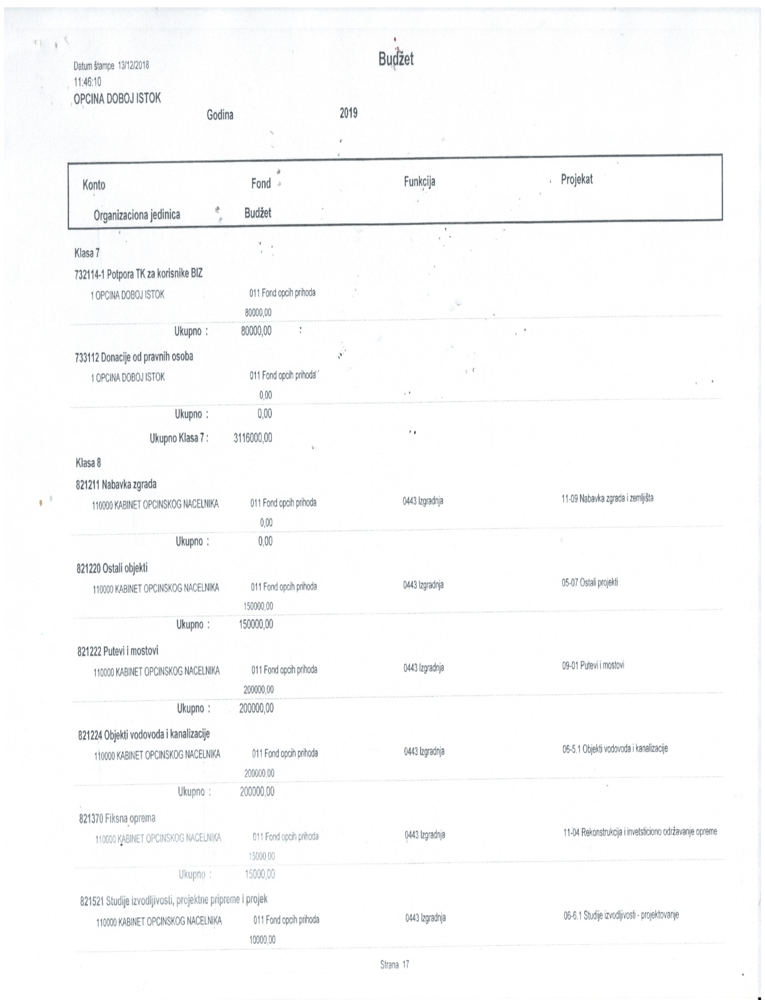 Budžet
Datum štampe 13/12/2018
11:46:10
OPCINA DOBOJ ISTOK
Godina 2019
Konto Fond Funkcija Projekat
Organizaciona jedinica Budžet
Klasa 7
732114-1 Potpora TK za korisnike BIZ
1 OPCINA DOBOJ ISTOK 011 Fond opcih prihoda
80000,00
Ukupno : 80000,00
733112 Donacije od pravnih osoba
1 OPCINA DOBOJ ISTOK 011 Fond opcih prihoda
0,00
Ukupno : 0,00
Ukupno Klasa 7 : 3116000,00
Klasa 8
821211 Nabavka zgrada
110000 KABINET OPCINSKOG NACELNIKA 011 Fond opcih prihoda 0443 Izgradnja 11-09 Nabavka zgrada i zemljišta
0,00
Ukupno : 0,00
821220 Ostali objekti
110000 KABINET OPCINSKOG NACELNIKA 011 Fond opcih prihoda 0443 Izgradnja 05-07 Ostali projekti
150000,00
Ukupno : 150000,00
821222 Putevi i mostovi
110000 KABINET OPCINSKOG NACELNIKA 011 Fond opcih prihoda 0443 Izgradnja 09-01 Putevi i mostovi
200000,00
Ukupno : 200000,00
821224 Objekti vodovoda i kanalizacije
110000 KABINET OPCINSKOG NACELNIKA 011 Fond opcih prihoda 0443 Izgradnja 06-5.1 Objekti vodovoda i kanalizacije
200000,00
Ukupno : 200000,00
821370 Fiksna oprema
110000 KABINET OPCINSKOG NACELNIKA 011 Fond opcih prihoda 0443 Izgradnja 11-04 Rekonstrukcija i invetsticiono održavanje opreme
15000,00
Ukupno : 15000,00
821521 Studije izvodljivosti, projektne pripreme i projek
110000 KABINET OPCINSKOG NACELNIKA 011 Fond opcih prihoda 0443 Izgradnja 06-6.1 Studije izvodljivosti - projektovanje
10000,00
Strana 17